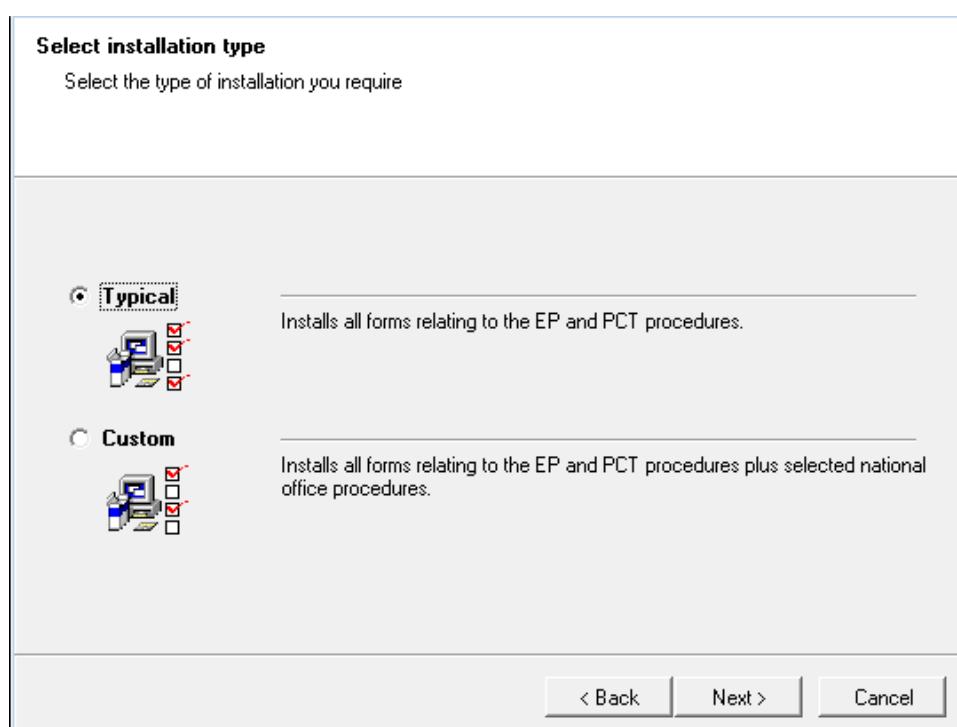 Select installation type
Select the type of installation you require
Typical
Installs all forms relating to the EP and PCT procedures.
Custom
Installs all forms relating to the EP and PCT procedures plus selected national
office procedures.
< Back
Next >
Cancel